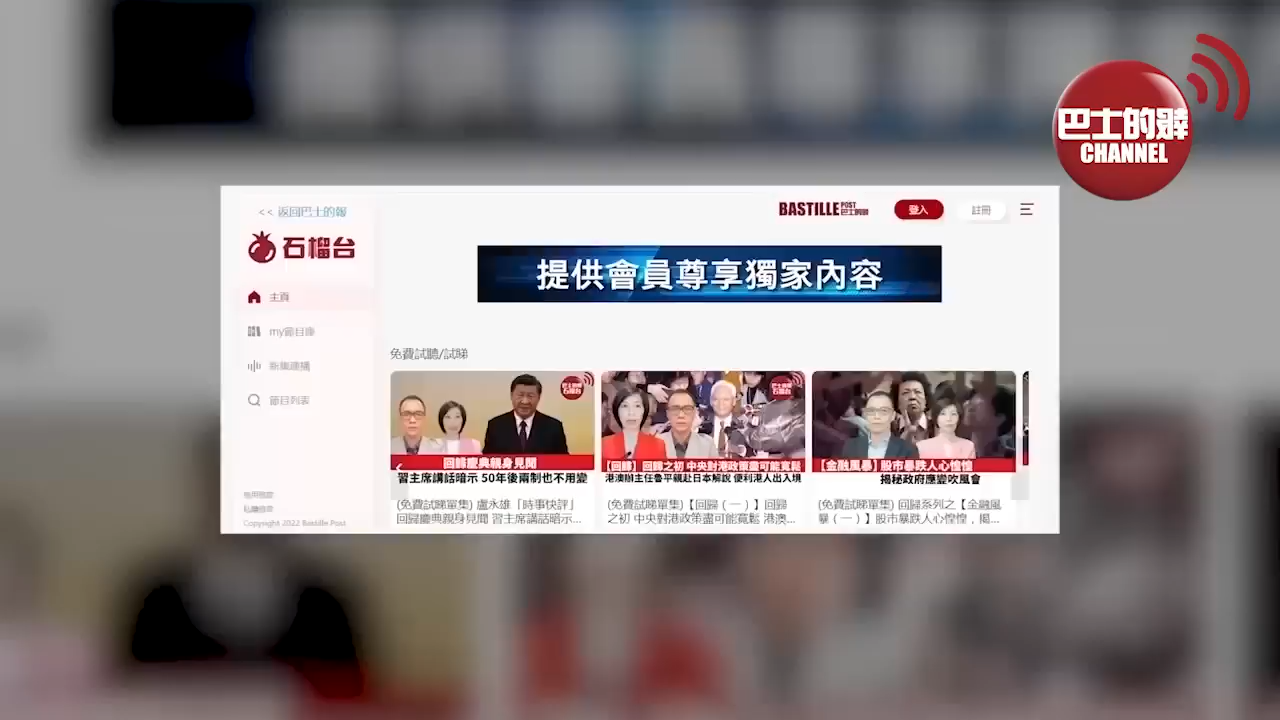 巴士的報
CHANNEL
<< 返回巴士的報
石榴台
主頁
my節目庫
新集連播
節目列表
Copyright 2022 Bastille Post
BASTILLE POST
巴士的報
登入
註冊
提供會員尊享獨家內容
免費試聽/試睇
回歸慶典親身見聞
習主席講話暗示 50年後兩制也不用變
(免費試睇單集) 盧永雄「時事快評」
回歸慶典親身見聞 習主席講話暗示...
【回歸】回歸之初 中央對港政策盡可能寬鬆
港澳辦主任魯平親赴日本解說 便利港人出入境
(免費試睇單集)【回歸（一）】回歸
之初 中央對港政策盡可能寬鬆 港澳...
【金融風暴】股市暴跌人心惶惶
揭秘政府應變吹風會
(免費試睇單集) 回歸系列之【金融風
暴（一）】股市暴跌人心惶惶，揭...